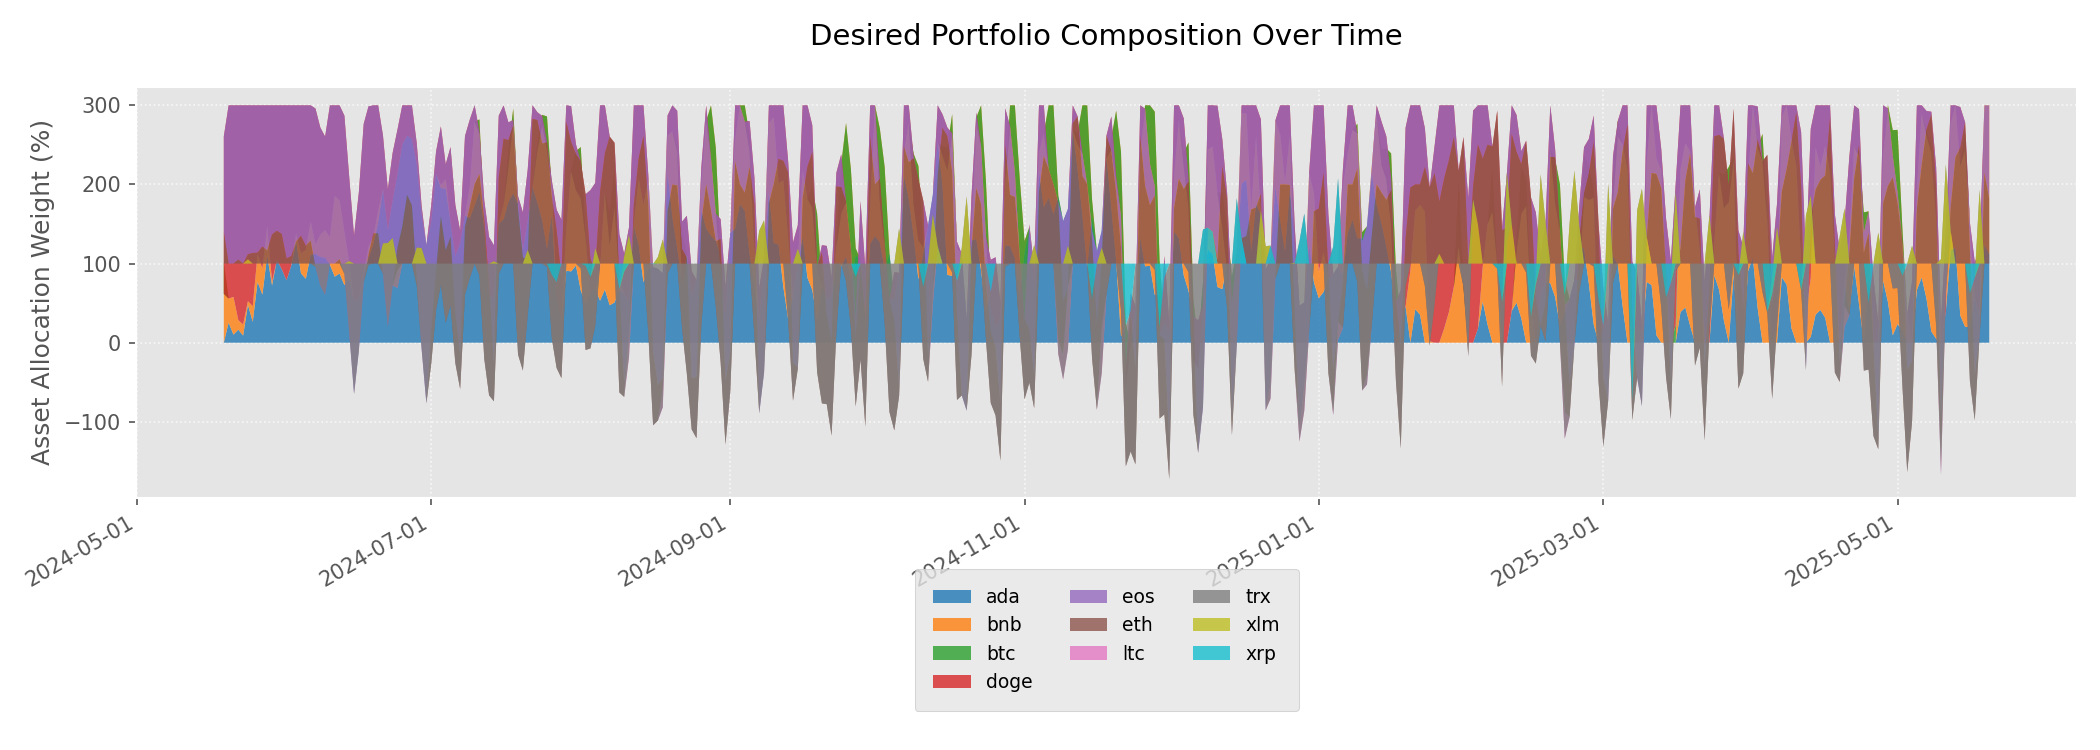 Desired Portfolio Composition Over Time
Asset Allocation Weight (%)
300
200
100
0
−100
2024-05-01
2024-07-01
2024-09-01
2024-11-01
2025-01-01
2025-03-01
2025-05-01
ada
bnb
btc
doge
eos
eth
ltc
trx
xlm
xrp